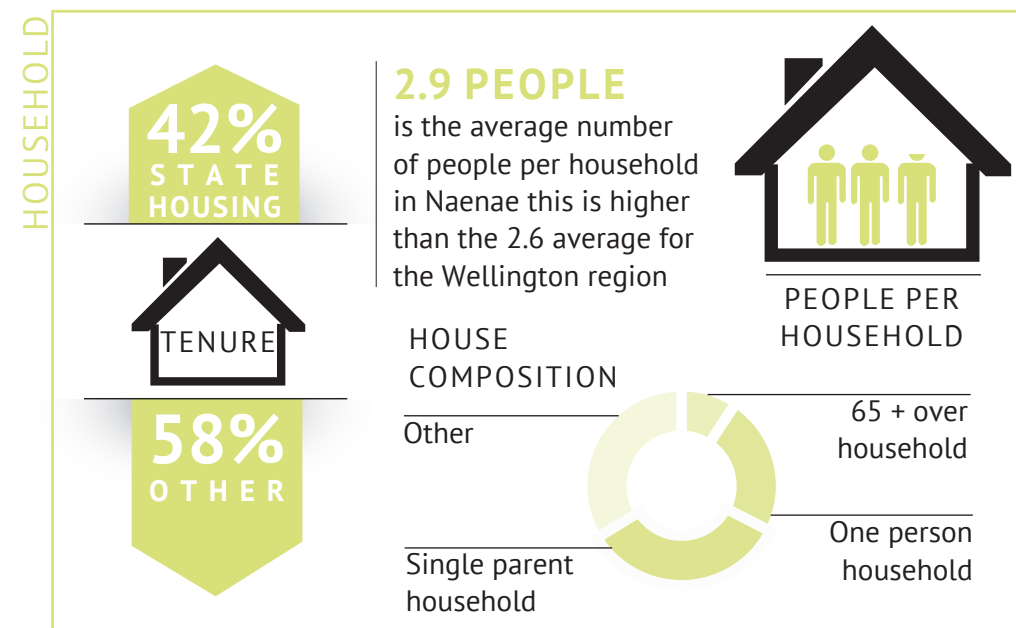 HOUSEHOLD
42%
STATE
HOUSING
TENURE
58%
OTHER
2.9 PEOPLE
is the average number
of people per household
in Naenae this is higher
than the 2.6 average for
the Wellington region
PEOPLE PER
HOUSEHOLD
HOUSE
COMPOSITION
Other
65 + over
household
Single parent
household
One person
household